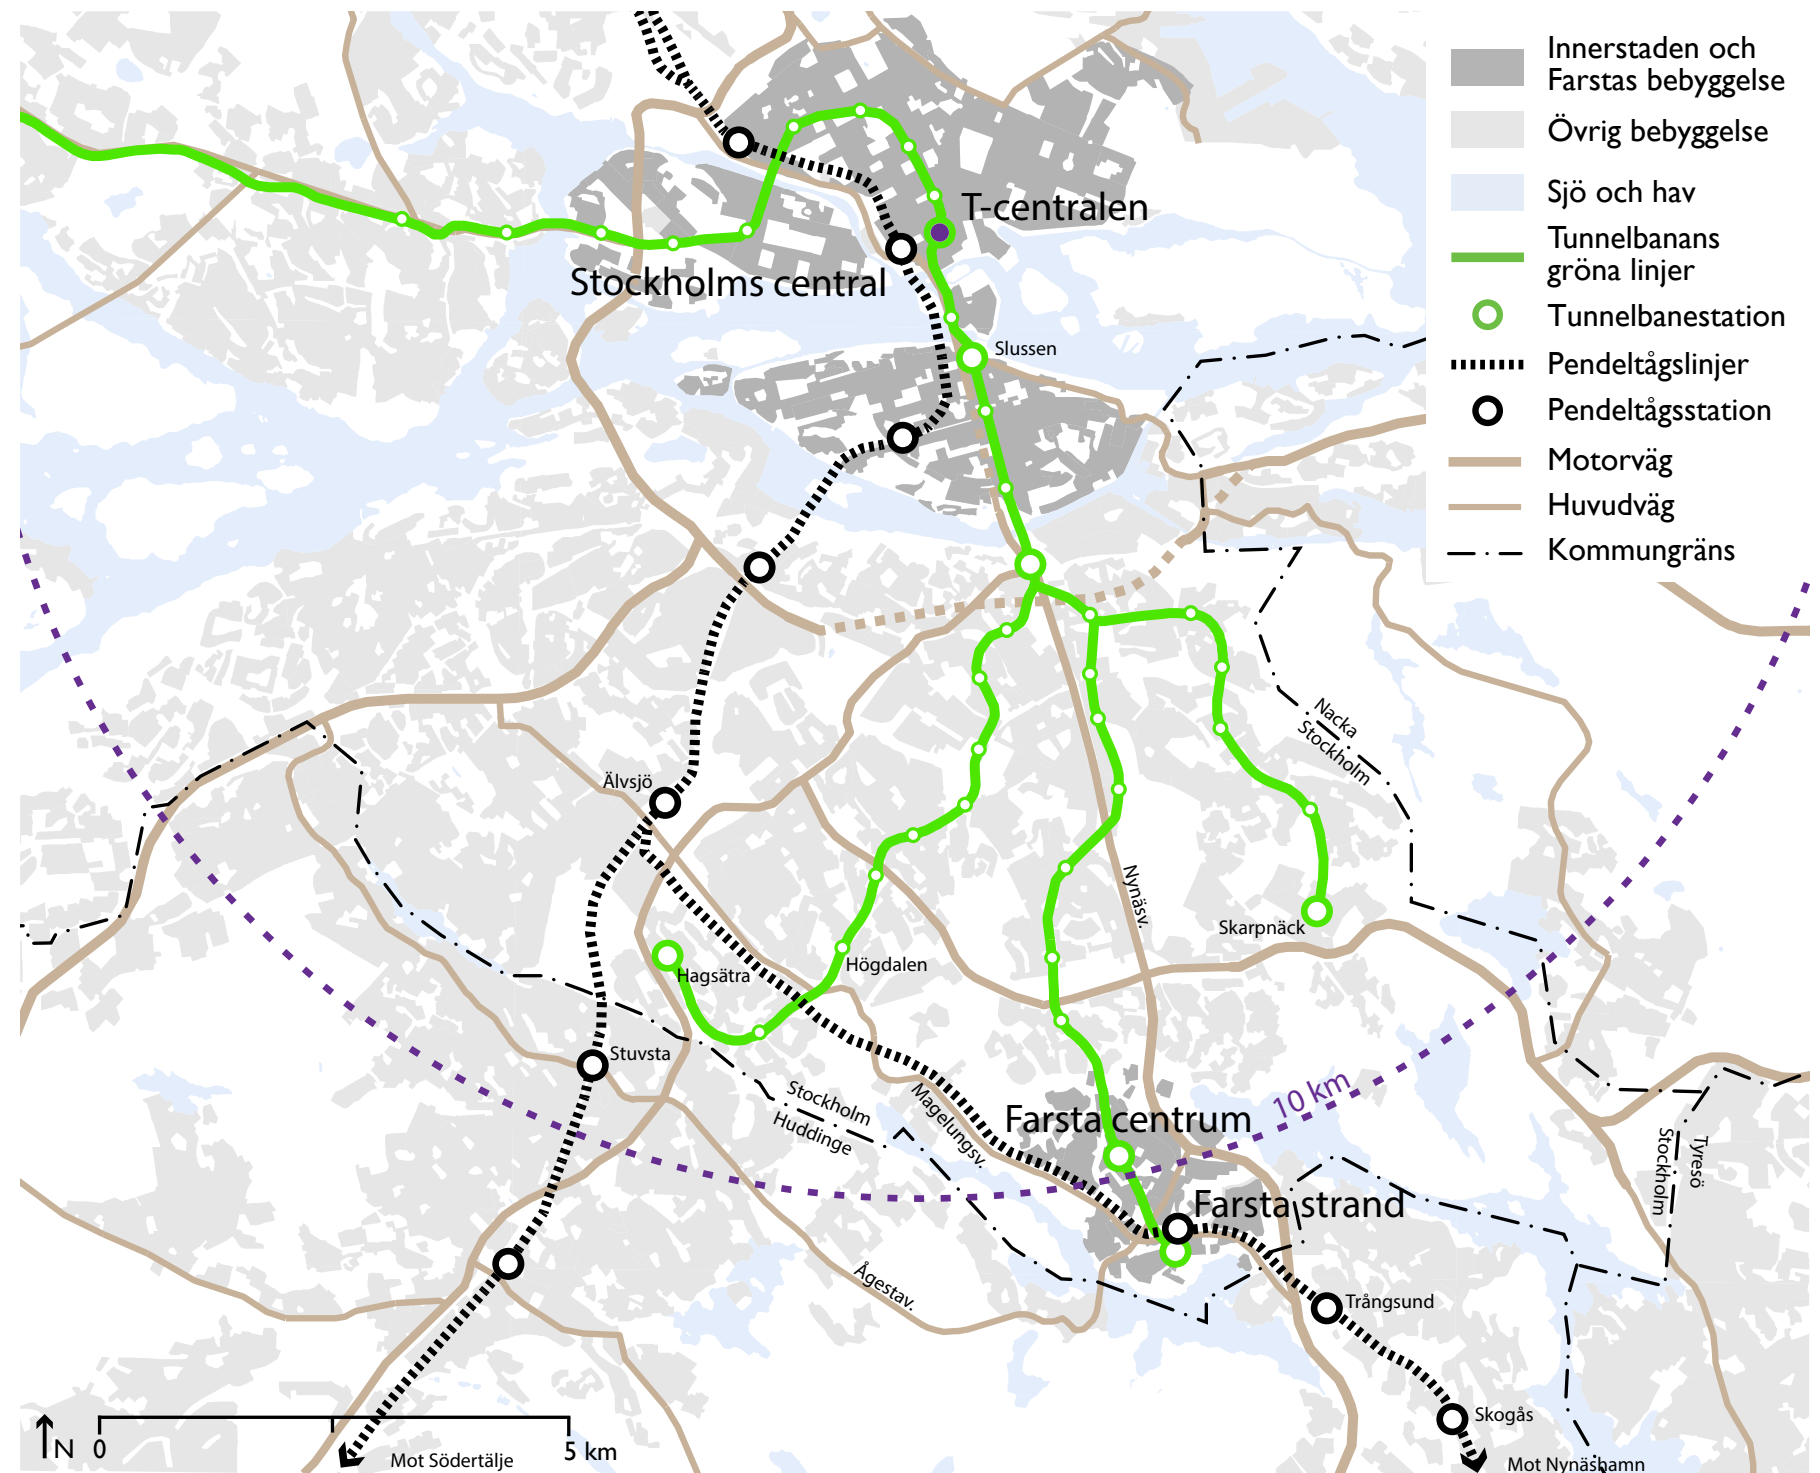 Innerstaden och
Farstas bebyggelse
Övrig bebyggelse
Sjö och hav
Tunnelbanans
gröna linjer
Tunnelbanestation
Pendeltågslinjer
Pendeltågsstation
Motorväg
Huvudväg
Kommungräns
T-centralen
Stockholms central
Slussen
Nacka
Stockholm
Älvsjö
Nynäsv.
Skarpnäck
Högdalen
Hagsätra
Stuvsta
Stockholm
Huddinge
Magelungsv.
10 km
Farsta centrum
Tyresö
Stockholm
Farsta strand
Ågestav.
Trångsund
Skogås
N 0 5 km
Mot Södertälje
Mot Nynäshamn